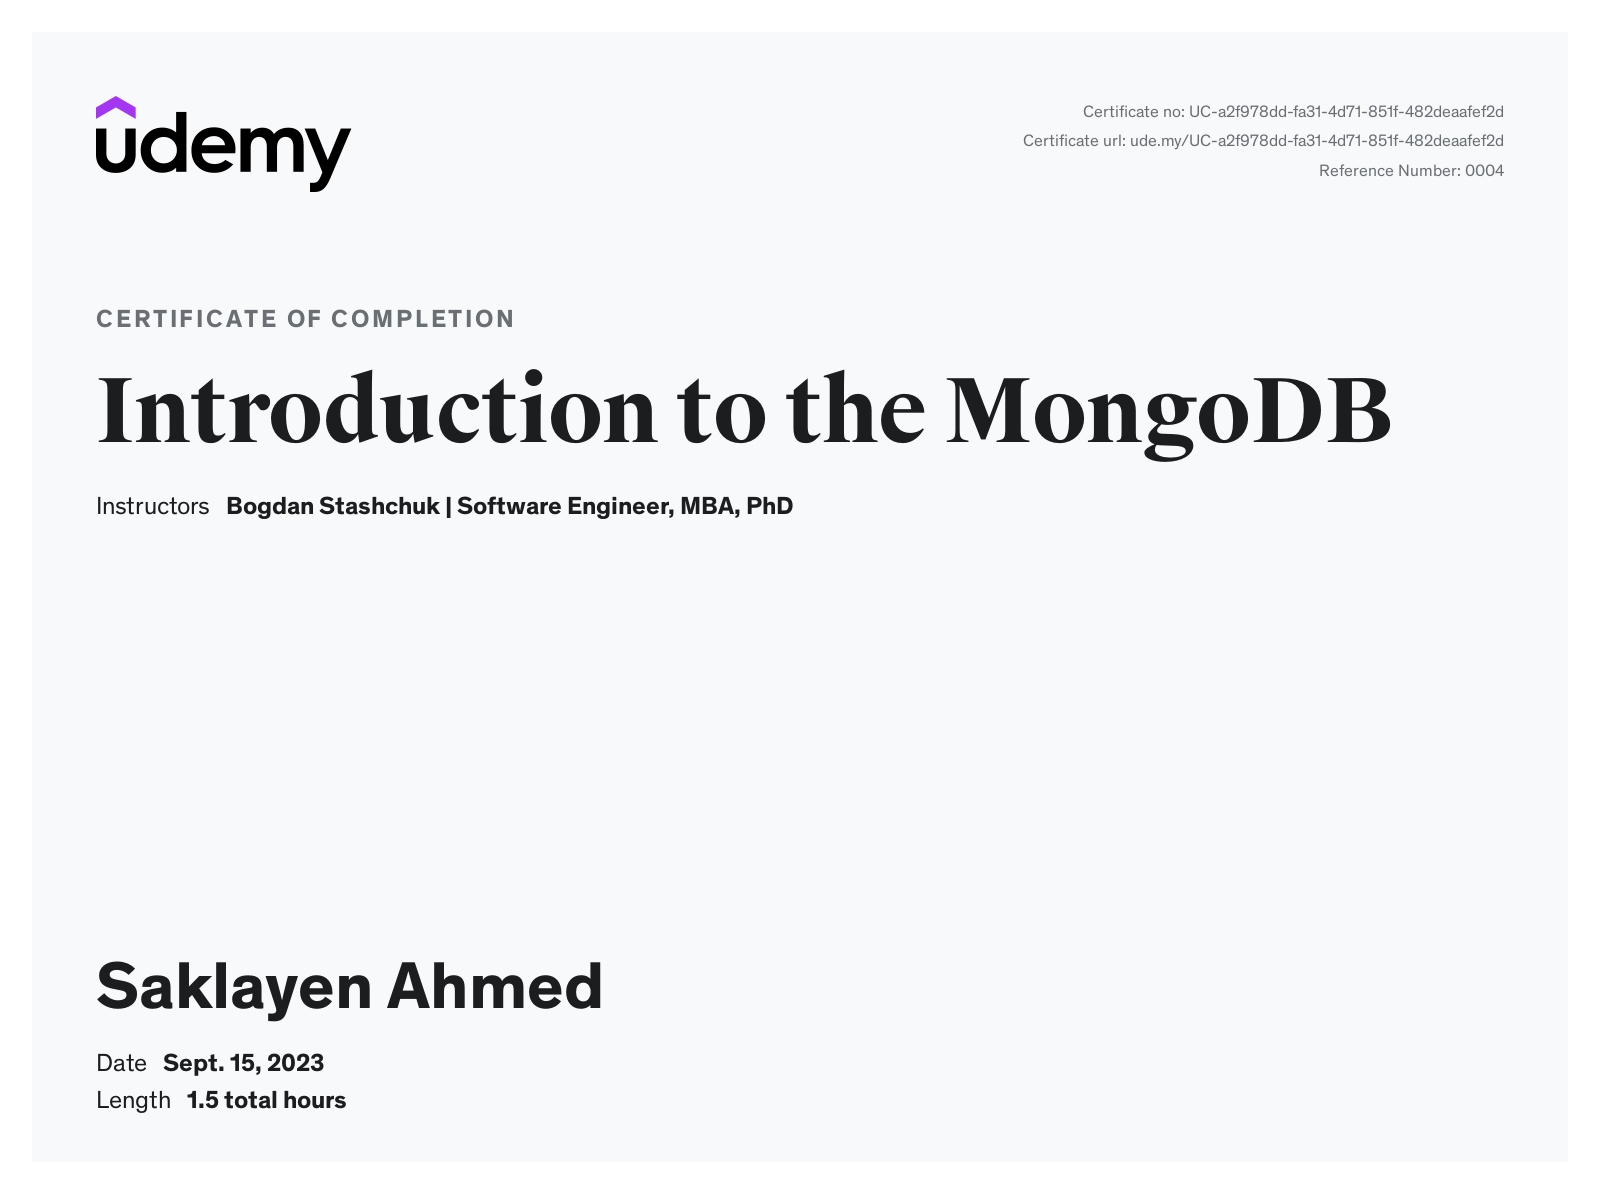 udemy
Certificate no: UC-a2f978dd-fa31-4d71-851f-482deaafef2d
Certificate url: ude.my/UC-a2f978dd-fa31-4d71-851f-482deaafef2d
Reference Number: 0004
CERTIFICATE OF COMPLETION
Introduction to the MongoDB
Instructors Bogdan Stashchuk | Software Engineer, MBA, PhD
Saklayen Ahmed
Date Sept. 15, 2023
Length 1.5 total hours